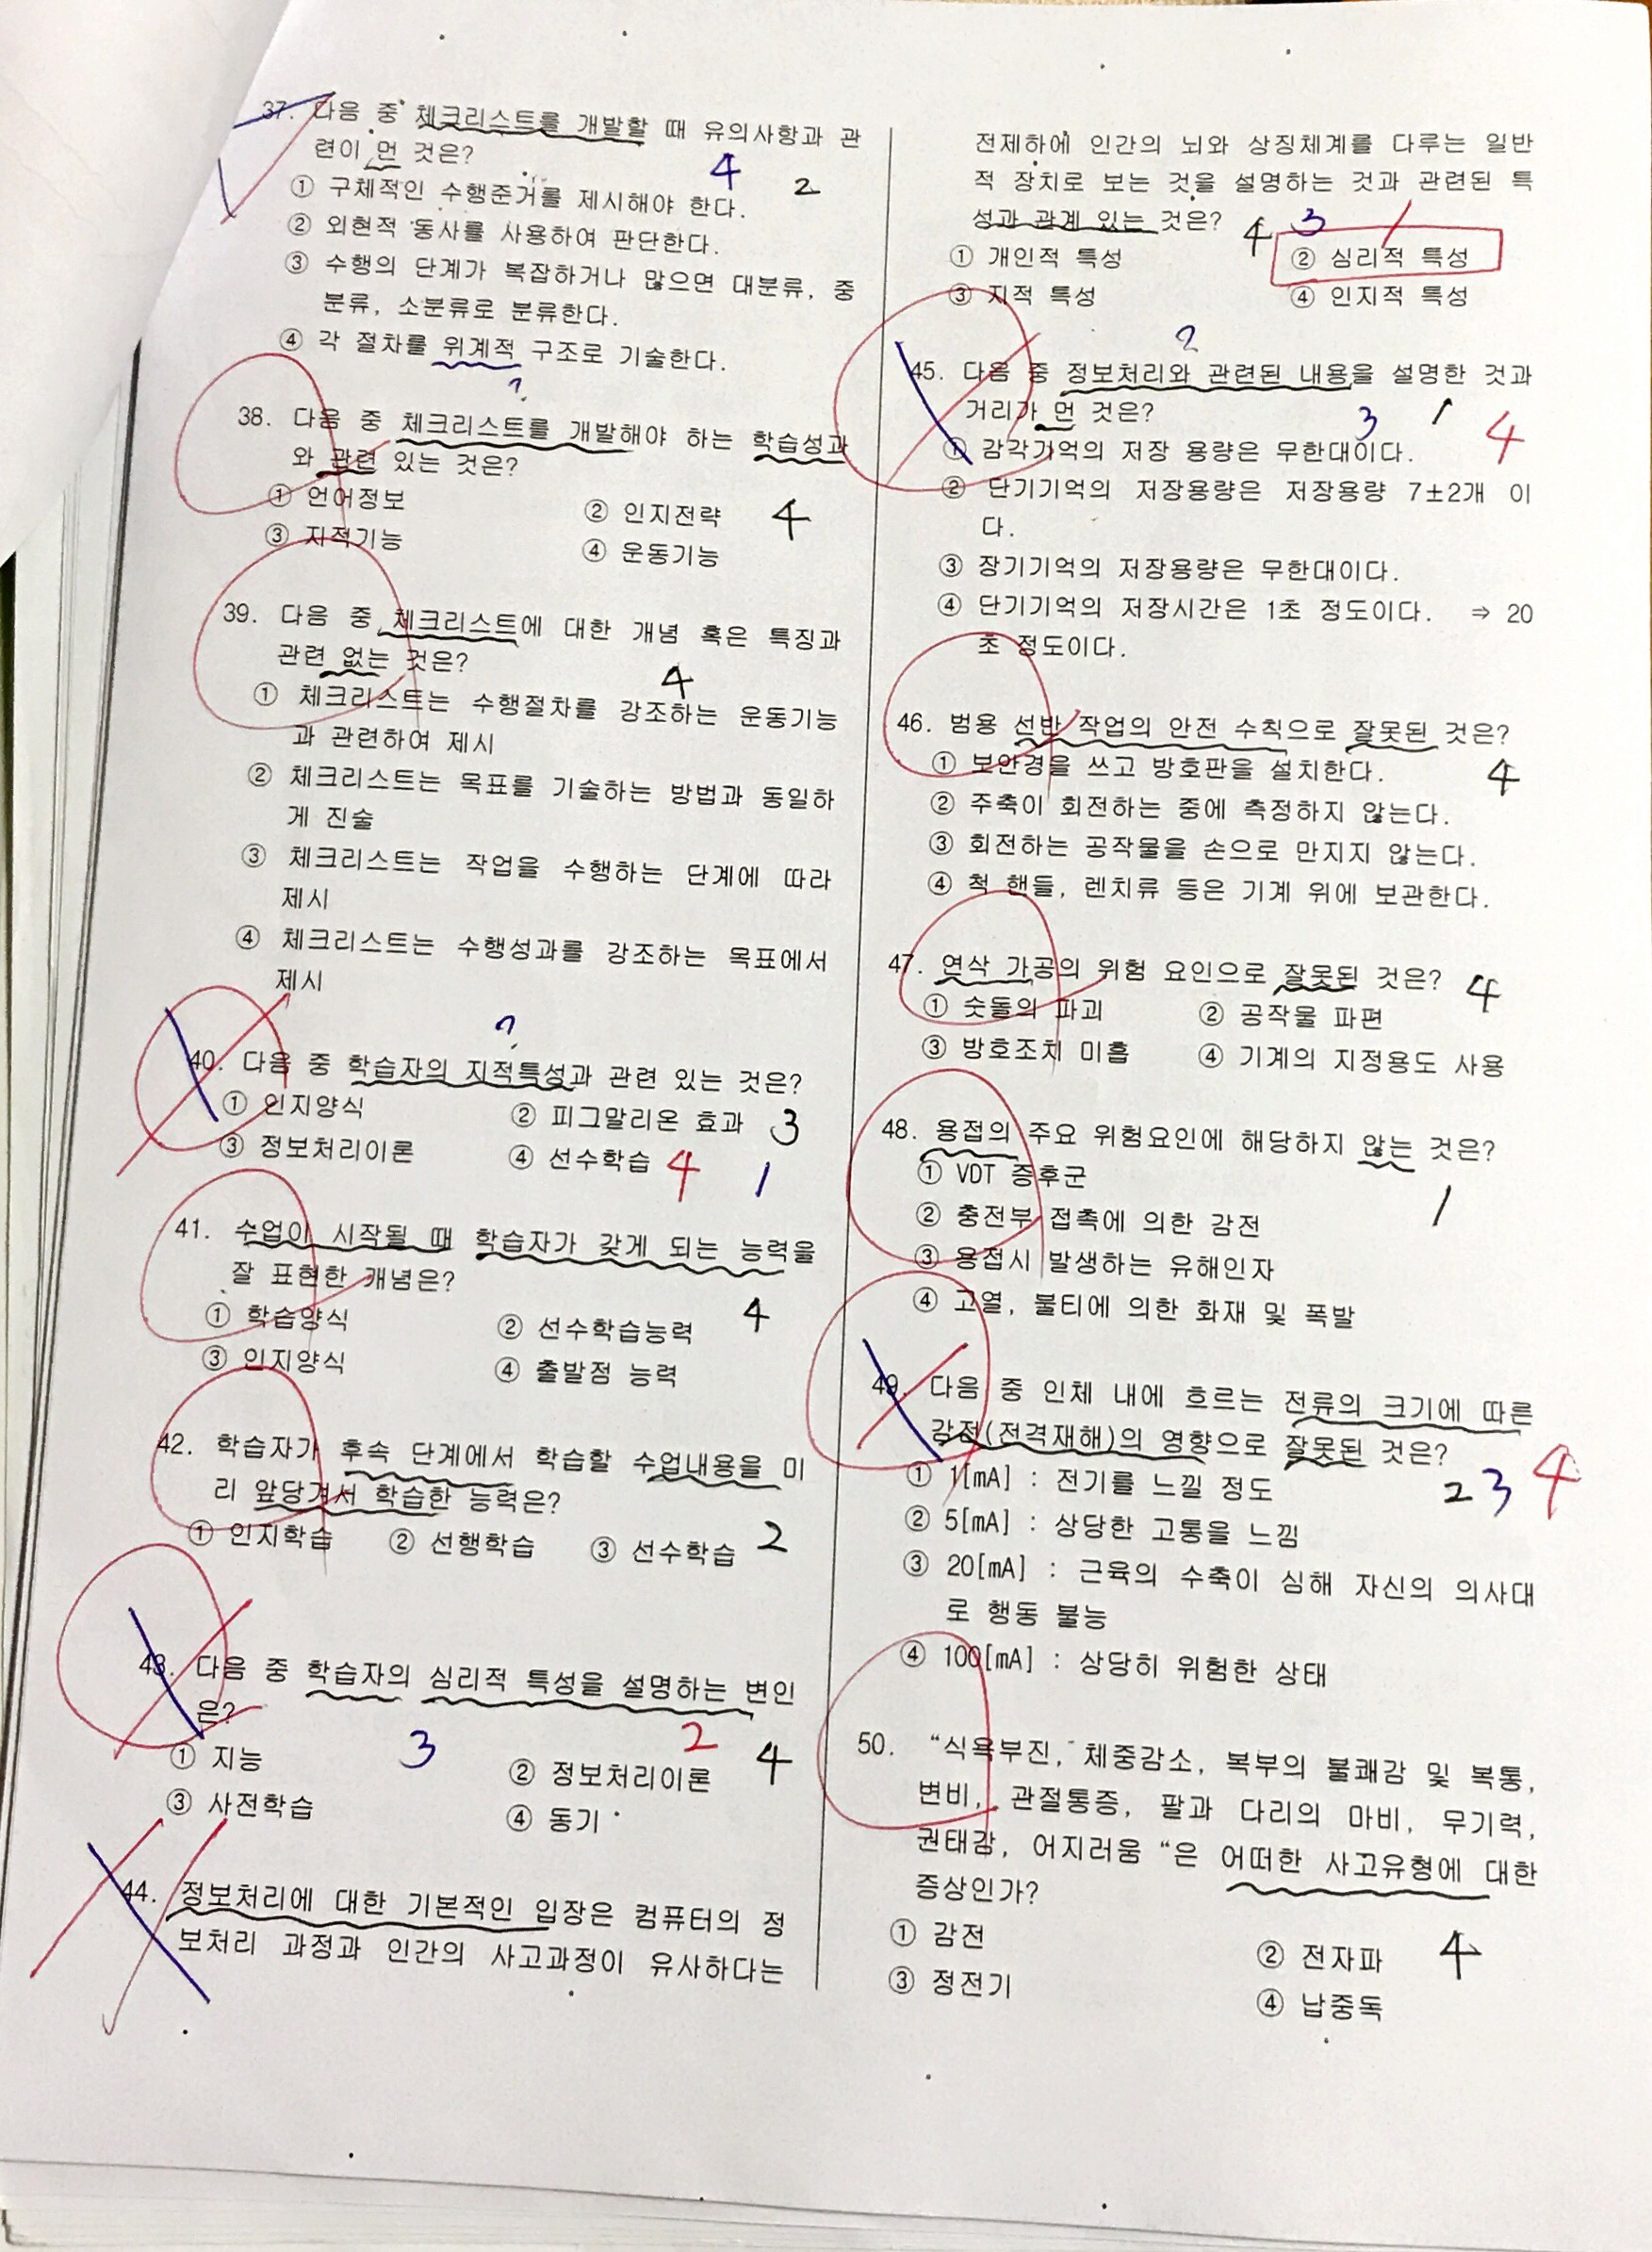 37. 다음 중 체크리스트를 개발할 때 유의사항과 관
련이 먼 것은?
4 2
① 구체적인 수행준거를 제시해야 한다.
② 외현적 동사를 사용하여 판단한다.
③ 수행의 단계가 복잡하거나 많으면 대분류, 중
분류, 소분류로 분류한다.
④ 각 절차를 위계적 구조로 기술한다.
?
38. 다음 중 체크리스트를 개발해야 하는 학습성과
와 관련 있는 것은?
① 언어정보 ② 인지전략 4
③ 지적기능 ④ 운동기능
39. 다음 중 체크리스트에 대한 개념 혹은 특징과
관련 없는 것은?
4
① 체크리스트는 수행절차를 강조하는 운동기능
과 관련하여 제시
② 체크리스트는 목표를 기술하는 방법과 동일하
게 진술
③ 체크리스트는 작업을 수행하는 단계에 따라
제시
④ 체크리스트는 수행성과를 강조하는 목표에서
제시
?
40. 다음 중 학습자의 지적특성과 관련 있는 것은?
① 인지양식 ② 피그말리온 효과 3
③ 정보처리이론 ④ 선수학습 4 1
41. 수업이 시작될 때 학습자가 갖게 되는 능력을
잘 표현한 개념은?
① 학습양식 ② 선수학습능력 4
③ 인지양식 ④ 출발점 능력
42. 학습자가 후속 단계에서 학습할 수업내용을 미
리 앞당겨서 학습한 능력은?
① 인지학습 ② 선행학습 ③ 선수학습 2
43. 다음 중 학습자의 심리적 특성을 설명하는 변인
은?
3 2 4
① 지능 ② 정보처리이론
③ 사전학습 ④ 동기
44. 정보처리에 대한 기본적인 입장은 컴퓨터의 정
보처리 과정과 인간의 사고과정이 유사하다는
전제하에 인간의 뇌와 상징체계를 다루는 일반
적 장치로 보는 것을 설명하는 것과 관련된 특
성과 관계 있는 것은? 4 3
① 개인적 특성 ② 심리적 특성
③ 지적 특성 ④ 인지적 특성
?
45. 다음 중 정보처리와 관련된 내용을 설명한 것과
거리가 먼 것은? 3 1 4
① 감각기억의 저장 용량은 무한대이다.
② 단기기억의 저장용량은 저장용량 7±2개 이
다.
③ 장기기억의 저장용량은 무한대이다.
④ 단기기억의 저장시간은 1초 정도이다. ⇒ 20
초 정도이다.
46. 범용 선반 작업의 안전 수칙으로 잘못된 것은?
① 보안경을 쓰고 방호판을 설치한다. 4
② 주축이 회전하는 중에 측정하지 않는다.
③ 회전하는 공작물을 손으로 만지지 않는다.
④ 척 핸들, 렌치류 등은 기계 위에 보관한다.
47. 연삭 가공의 위험 요인으로 잘못된 것은? 4
① 숫돌의 파괴 ② 공작물 파편
③ 방호조치 미흡 ④ 기계의 지정용도 사용
48. 용접의 주요 위험요인에 해당하지 않는 것은?
① VDT 증후군 1
② 충전부 접촉에 의한 감전
③ 용접시 발생하는 유해인자
④ 고열, 불티에 의한 화재 및 폭발
49. 다음 중 인체 내에 흐르는 전류의 크기에 따른
감전(전격재해)의 영향으로 잘못된 것은?
① 1[mA] : 전기를 느낄 정도 2 3 4
② 5[mA] : 상당한 고통을 느낌
③ 20[mA] : 근육의 수축이 심해 자신의 의사대
로 행동 불능
④ 100[mA] : 상당히 위험한 상태
50. “식욕부진, 체중감소, 복부의 불쾌감 및 복통,
변비, 관절통증, 팔과 다리의 마비, 무기력,
권태감, 어지러움 “은 어떠한 사고유형에 대한
증상인가?
① 감전 ② 전자파 4
③ 정전기 ④ 납중독